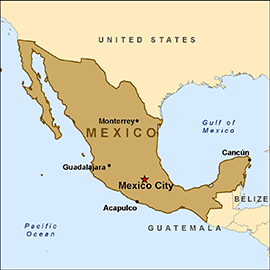 UNITED STATES
Monterrey
MEXICO
Gulf of
Mexico
Cancún
Guadalajara
Mexico City
BELIZE
Acapulco
Pacific
Ocean
GUATEMALA